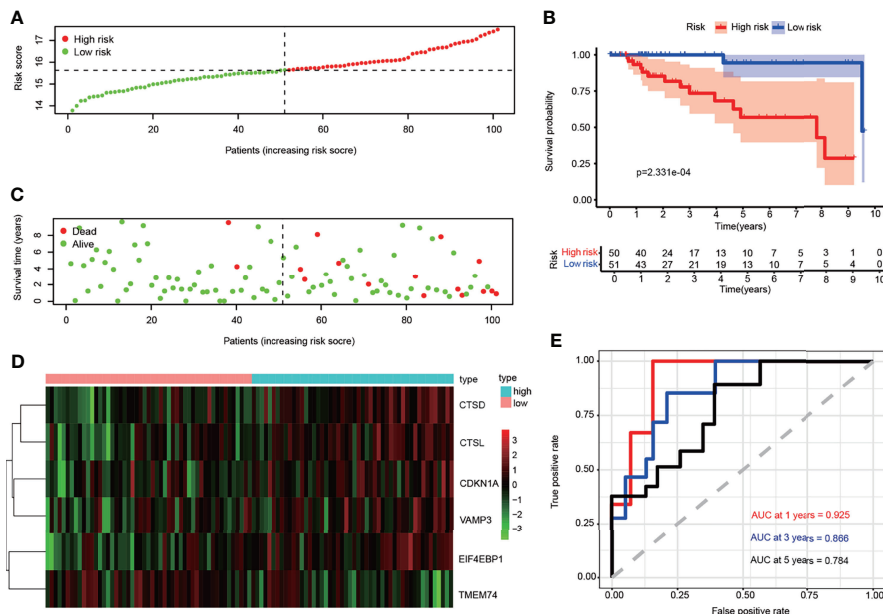 A
High risk
Low risk
Risk score
17
16
15
14
0
20
40
60
80
100
Patients (increasing risk socre)
B
Risk
High risk
Low risk
Survival probability
1.00
0.75
0.50
0.25
0.00
p=2.331e-04
0 1 2 3 4 5 6 7 8 9 10
Time(years)
Risk
High risk 50 40 24 17 13 10 7 5 3 1 0
Low risk 51 43 27 21 19 13 10 7 5 4 0
0 1 2 3 4 5 6 7 8 9 10
Time(years)
C
Dead
Alive
Survival time (years)
8
6
4
2
0
0
20
40
60
80
100
Patients (increasing risk socre)
D
type
type
high
low
CTSD
CTSL
CDKN1A
VAMP3
EIF4EBP1
TMEM74
3
2
1
0
-1
-2
-3
E
True positive rate
1.00
0.75
0.50
0.25
0.00
AUC at 1 years = 0.925
AUC at 3 years = 0.866
AUC at 5 years = 0.784
0.00 0.25 0.50 0.75 1.00
False positive rate